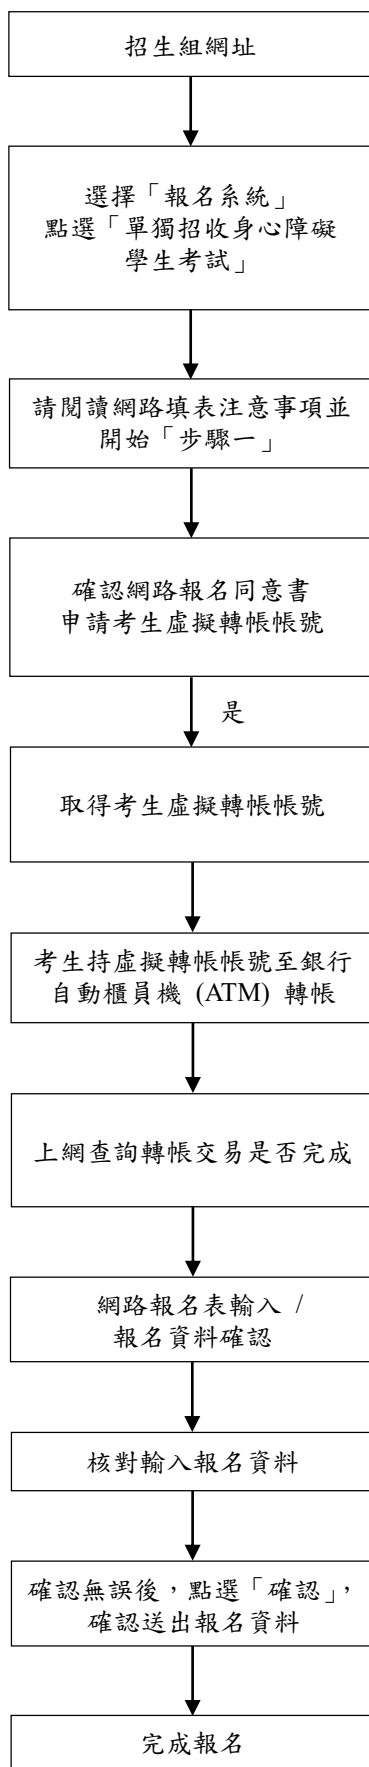 招生組網址
選擇「報名系統」
點選「單獨招收身心障礙
學生考試」
請閱讀網路填表注意事項並
開始「步驟一」
確認網路報名同意書
申請考生虛擬轉帳帳號
是
取得考生虛擬轉帳帳號
考生持虛擬轉帳帳號至銀行
自動櫃員機 (ATM) 轉帳
上網查詢轉帳交易是否完成
網路報名表輸入 /
報名資料確認
核對輸入報名資料
確認無誤後，點選「確認」，
確認送出報名資料
完成報名